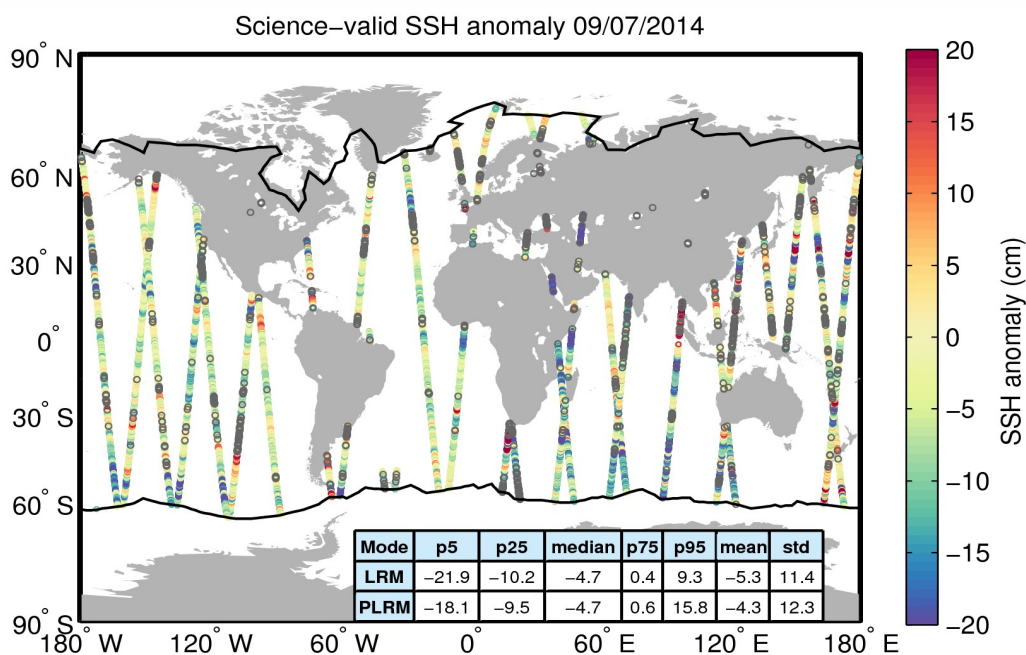 Science−valid SSH anomaly 09/07/2014
90° N
60° N
30° N
0°
30° S
60° S
90° S
180° W
120° W
60° W
0°
60° E
120° E
180° E
20
15
10
5
0
−5
−10
−15
−20
SSH anomaly (cm)
Mode p5 p25 median p75 p95 mean std
LRM −21.9 −10.2 −4.7 0.4 9.3 −5.3 11.4
PLRM −18.1 −9.5 −4.7 0.6 15.8 −4.3 12.3